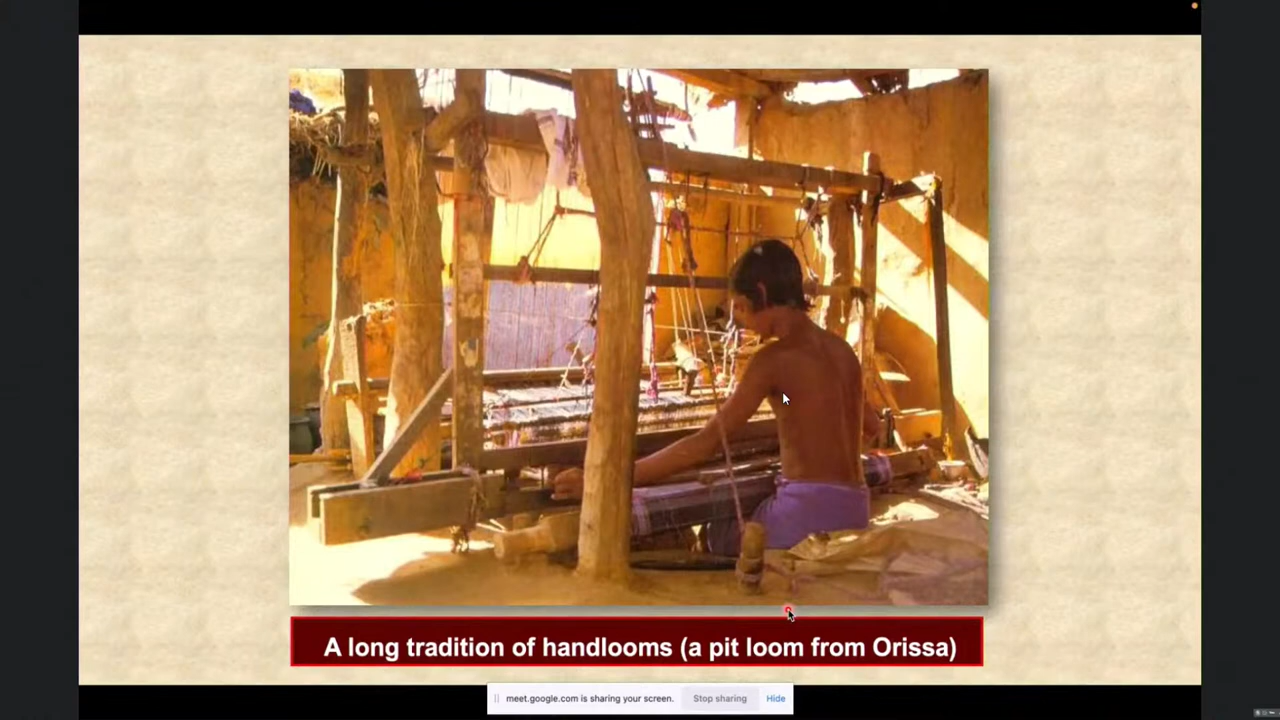 A long tradition of handlooms (a pit loom from Orissa)
meet.google.com is sharing your screen. Stop sharing Hide